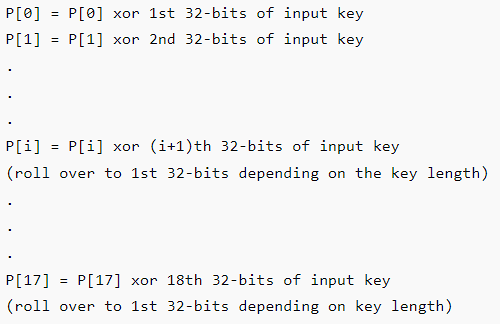 P[0] = P[0] xor 1st 32-bits of input key
P[1] = P[1] xor 2nd 32-bits of input key
.
.
.
P[i] = P[i] xor (i+1)th 32-bits of input key
(roll over to 1st 32-bits depending on the key length)
.
.
.
P[17] = P[17] xor 18th 32-bits of input key
(roll over to 1st 32-bits depending on key length)